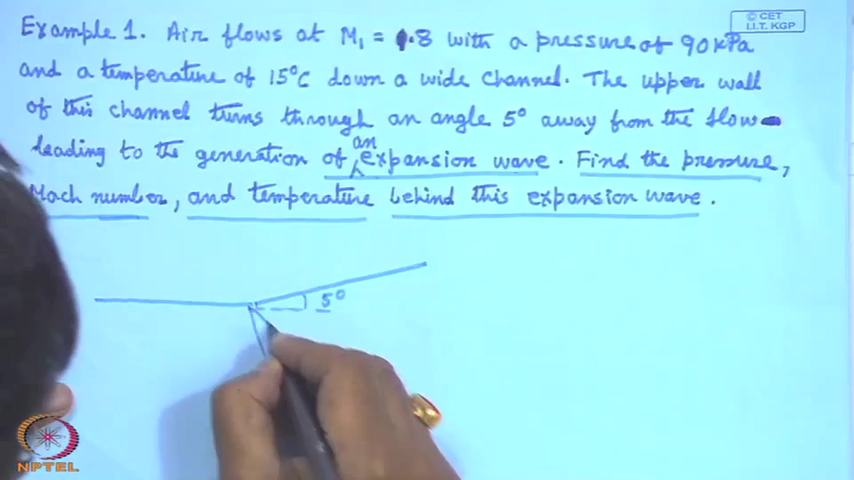 © CET
I.I.T. KGP
Example 1. Air flows at M1 = 1.8 with a pressure of 90 kPa
and a temperature of 15°C down a wide channel. The upper wall
of this channel turns through an angle 5° away from the flow
leading to the generation of an expansion wave. Find the pressure,
Mach number, and temperature behind this expansion wave.
5°
NPTEL